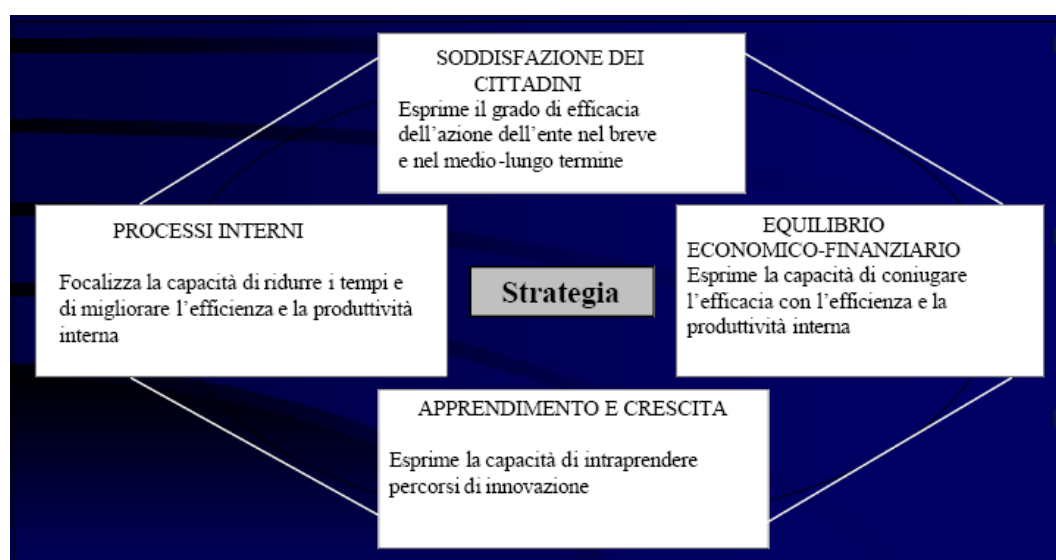 SODDISFAZIONE DEI
CITTADINI
Esprime il grado di efficacia
dell'azione dell'ente nel breve
e nel medio-lungo termine
PROCESSI INTERNI
Focalizza la capacità di ridurre i tempi e
di migliorare l'efficienza e la produttività
interna
Strategia
EQUILIBRIO
ECONOMICO-FINANZIARIO
Esprime la capacità di coniugare
l'efficacia con l'efficienza e la
produttività interna
APPRENDIMENTO E CRESCITA
Esprime la capacità di intraprendere
percorsi di innovazione